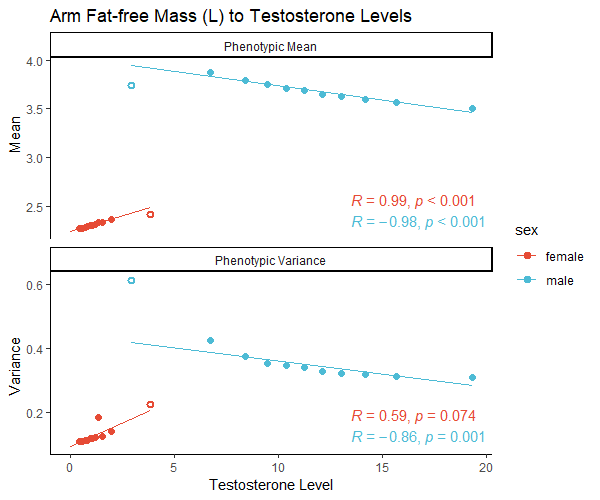 Arm Fat-free Mass (L) to Testosterone Levels
Phenotypic Mean
4.0
3.5
3.0
2.5
Mean
R = 0.99, p < 0.001
R = −0.98, p < 0.001
Phenotypic Variance
0.6
0.4
0.2
Variance
R = 0.59, p = 0.074
R = −0.86, p = 0.001
0 5 10 15 20
Testosterone Level
sex
female
male